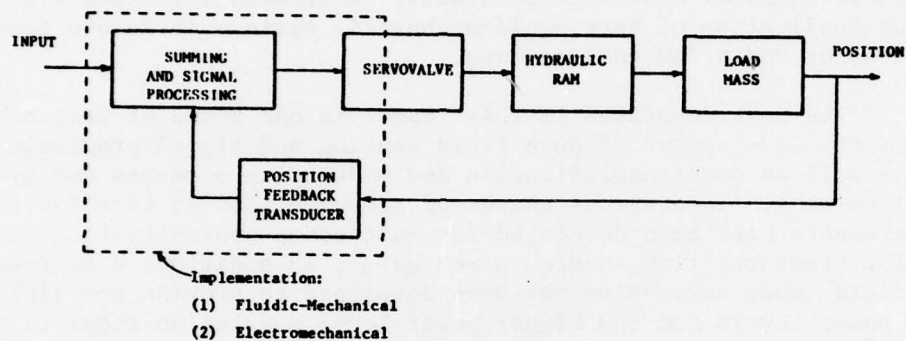 INPUT
SUMMING
AND SIGNAL
PROCESSING
SERVOVALVE
HYDRAULIC
RAM
LOAD
MASS
POSITION
POSITION
FEEDBACK
TRANSDUCER
Implementations:
(1) Fluidic-Mechanical
(2) Electromechanical